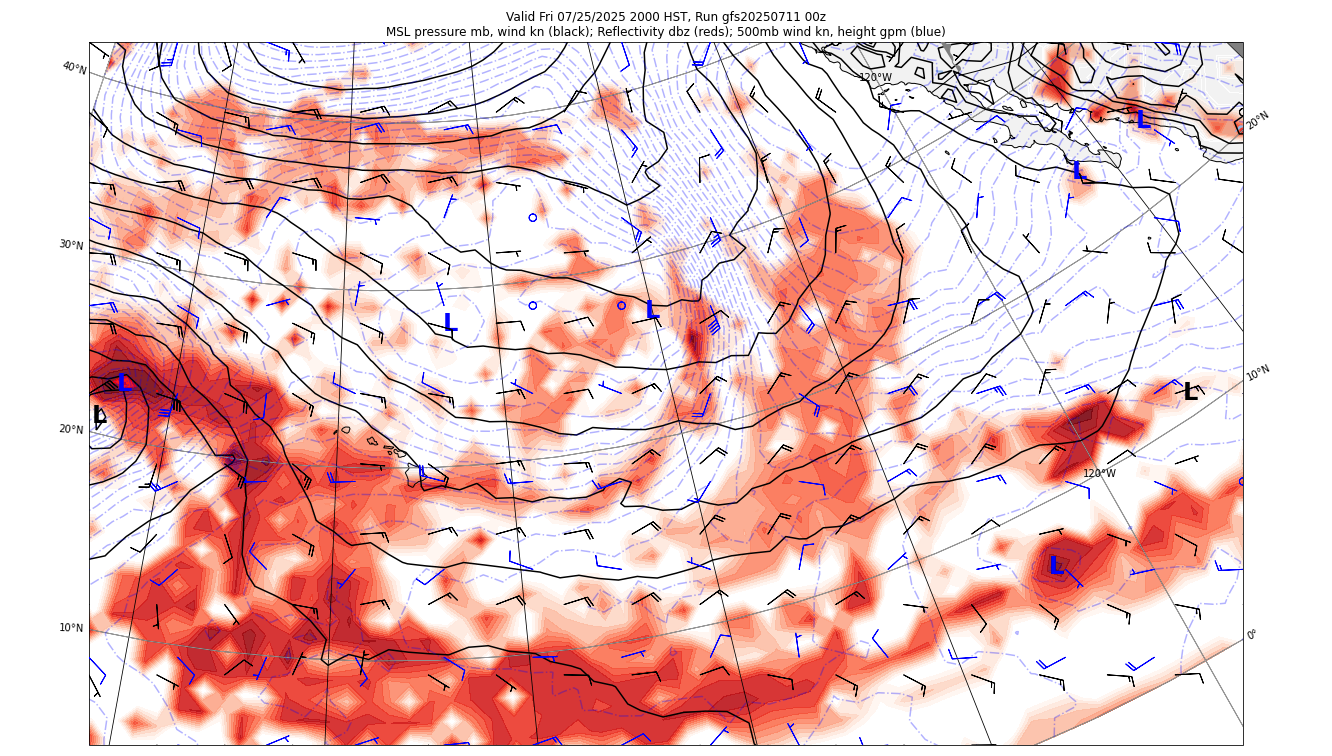 Valid Fri 07/25/2025 2000 HST, Run gfs20250711 00z
MSL pressure mb, wind kn (black); Reflectivity dbz (reds); 500mb wind kn, height gpm (blue)
40°N
120°W
20°N
L
L
30°N
L
L
10°N
L
L
L
20°N
120°W
L
10°N
0°